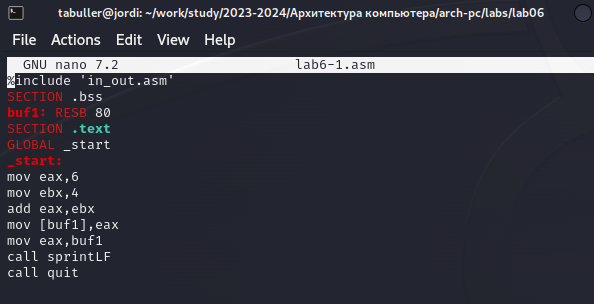 tabuller@jordi: ~/work/study/2023-2024/Архитектура компьютера/arch-pc/labs/lab06
File Actions Edit View Help
GNU nano 7.2 lab6-1.asm
%include 'in_out.asm'
SECTION .bss
buf1: RESB 80
SECTION .text
GLOBAL _start
_start:
mov eax,6
mov ebx,4
add eax,ebx
mov [buf1],eax
mov eax,buf1
call sprintLF
call quit